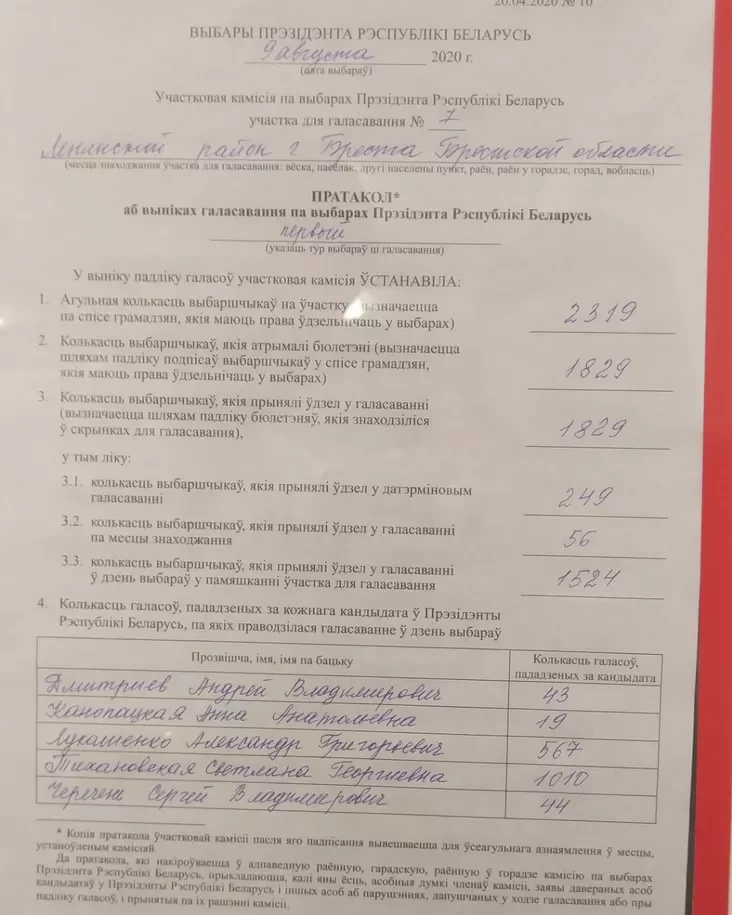 20.04.2020 № 10
ВЫБАРЫ ПРЭЗІДЭНТА РЭСПУБЛІКІ БЕЛАРУСЬ
9 августа 2020 г.
(дата выбараў)
Участковая камісія па выбарах Прэзідэнта Рэспублікі Беларусь
участка для галасавання № 7
Ленинский район г Бреста Брестской области
(месца знаходжання ўчастка для галасавання: вёска, пасёлак, другі населены пункт, раён, раён у горадзе, горад, вобласць)
ПРАТАКОЛ*
аб выніках галасавання па выбарах Прэзідэнта Рэспублікі Беларусь
первый
(указаць тур выбараў ці галасавання)
У выніку падліку галасоў участковая камісія ЎСТАНАВІЛА:
1. Агульная колькасць выбаршчыкаў на ўчастку (вызначаецца
па спісе грамадзян, якія маюць права ўдзельнічаць у выбарах) 2319
2. Колькасць выбаршчыкаў, якія атрымалі бюлетэні (вызначаецца
шляхам падліку подпісаў выбаршчыкаў у спісе грамадзян,
якія маюць права ўдзельнічаць у выбарах) 1829
3. Колькасць выбаршчыкаў, якія прынялі ўдзел у галасаванні
(вызначаецца шляхам падліку бюлетэняў, якія знаходзіліся
ў скрынках для галасавання), 1829
у тым ліку:
3.1. колькасць выбаршчыкаў, якія прынялі ўдзел у датэрміновым
галасаванні 249
3.2. колькасць выбаршчыкаў, якія прынялі ўдзел у галасаванні
па месцы знаходжання 56
3.3. колькасць выбаршчыкаў, якія прынялі ўдзел у галасаванні
ў дзень выбараў у памяшканні ўчастка для галасавання 1524
4. Колькасць галасоў, пададзеных за кожнага кандыдата ў Прэзідэнты
Рэспублікі Беларусь, па якіх праводзілася галасаванне ў дзень выбараў
Прозвішча, імя, імя па бацьку Колькасць галасоў,
пададзеных за кандыдата
Дмитриев Андрей Владимирович 43
Канопацкая Анна Анатольевна 19
Лукашенко Александр Григорьевич 567
Тихановская Светлана Георгиевна 1010
Черечень Сергей Владимирович 44
* Копія пратакола ўчастковай камісіі пасля яго падпісання вывешваецца для ўсеагульнага азнаямлення ў месцы,
устаноўленым камісіяй.
Да пратакола, які накіроўваецца ў адпаведную раённую, гарадскую, раённую ў горадзе камісію па выбарах
Прэзідэнта Рэспублікі Беларусь, прыкладаюцца, калі яны ёсць, асобныя думкі членаў камісіі, заявы давераных асоб
кандыдатаў у Прэзідэнты Рэспублікі Беларусь і іншых асоб аб парушэннях, дапушчаных у ходзе галасавання або пры
падліку галасоў, і прынятыя па іх рашэнні камісіі.